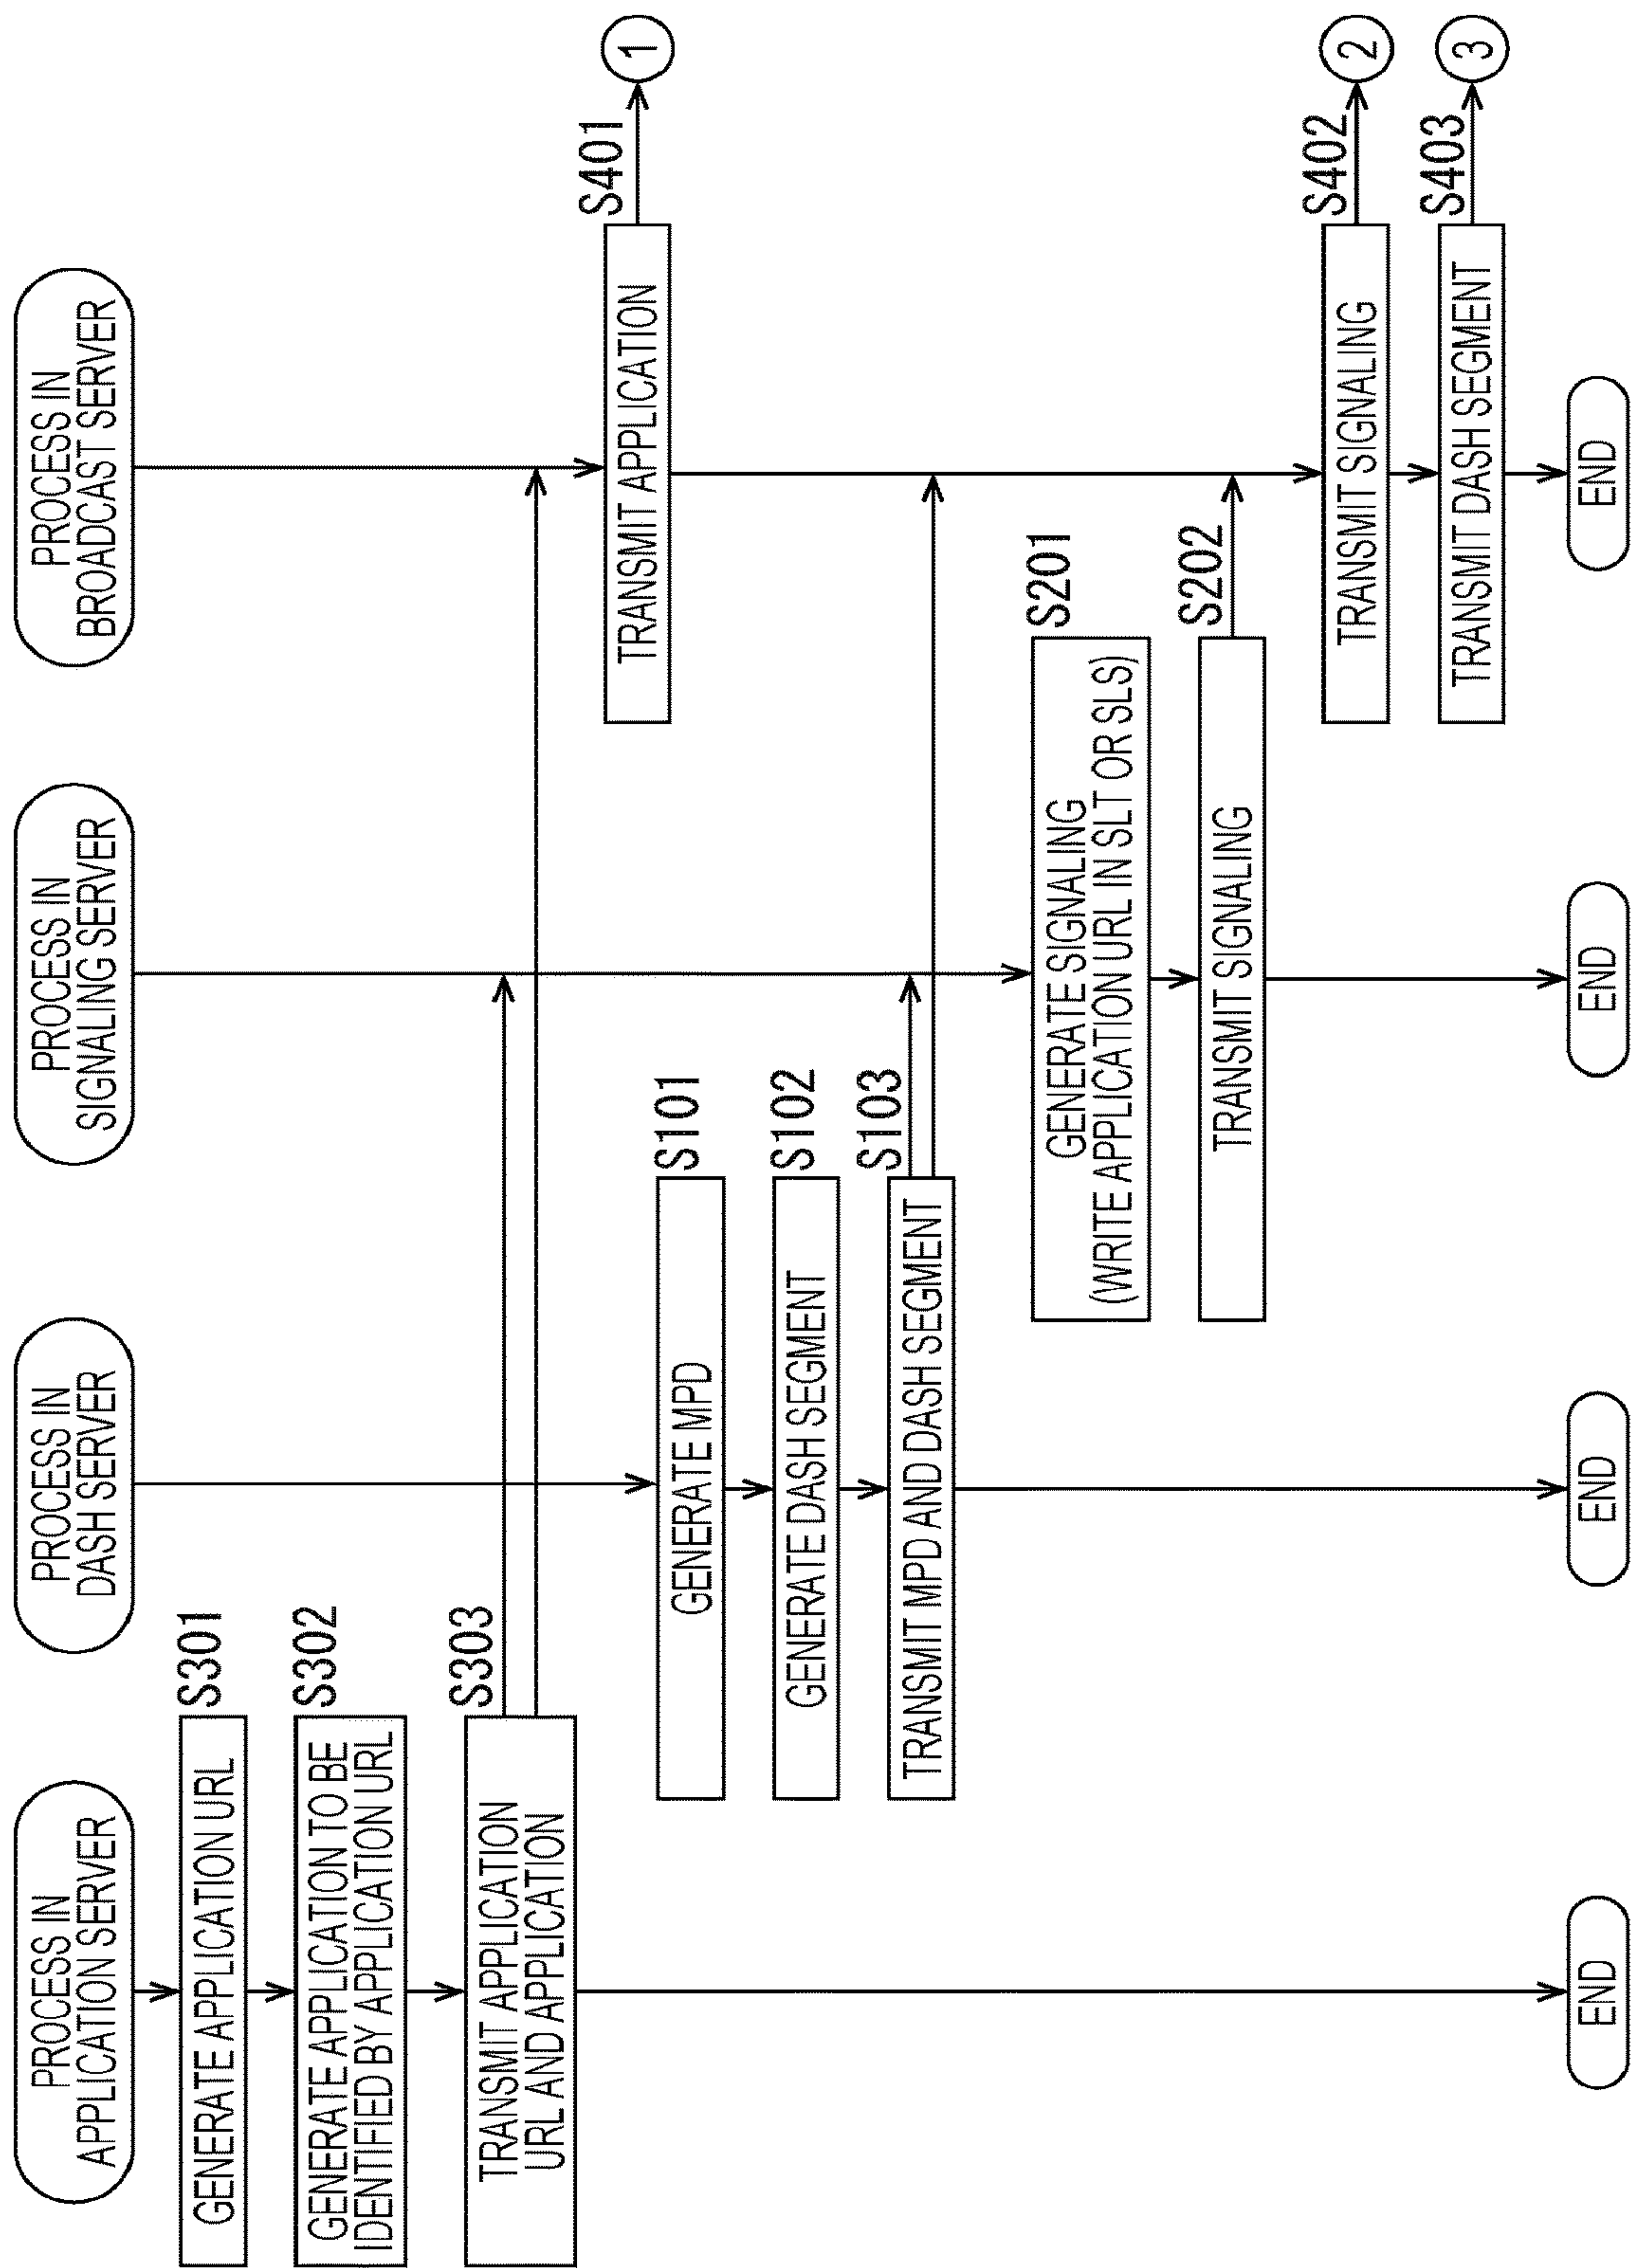 PROCESS IN
APPLICATION SERVER
PROCESS IN
DASH SERVER
PROCESS IN
SIGNALING SERVER
PROCESS IN
BROADCAST SERVER
S301
GENERATE APPLICATION URL
S302
GENERATE APPLICATION TO BE
IDENTIFIED BY APPLICATION URL
S303
TRANSMIT APPLICATION
URL AND APPLICATION
S401
TRANSMIT APPLICATION
1
S101
GENERATE MPD
S102
GENERATE DASH SEGMENT
S103
TRANSMIT MPD AND DASH SEGMENT
S201
GENERATE SIGNALING
(WRITE APPLICATION URL IN SLT OR SLS)
S202
TRANSMIT SIGNALING
S402
TRANSMIT SIGNALING
2
S403
TRANSMIT DASH SEGMENT
3
END
END
END
END